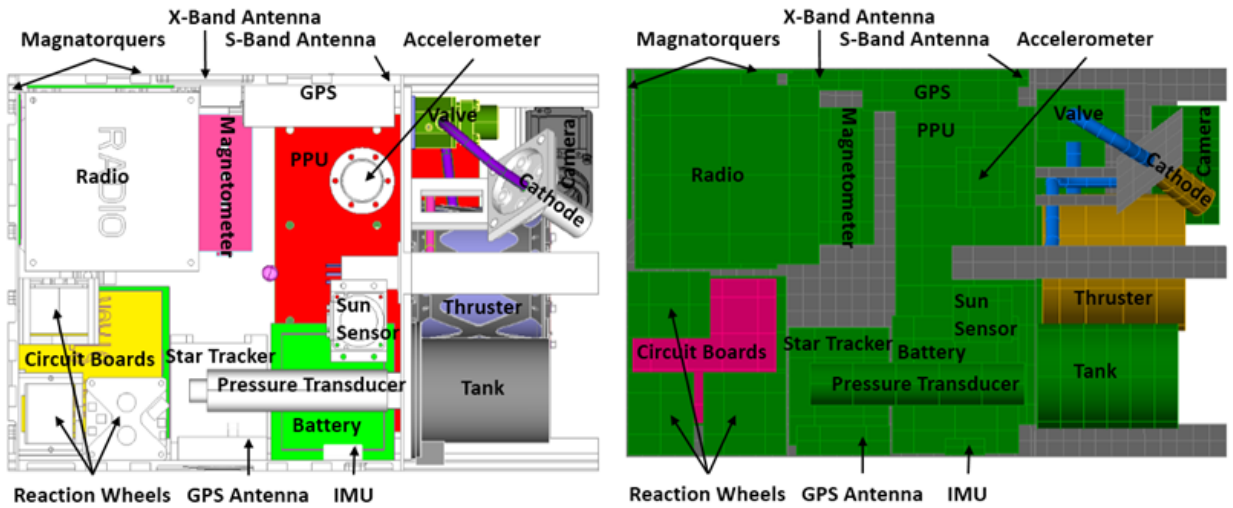 X-Band Antenna
Magnatorquers
S-Band Antenna
Accelerometer
GPS
Valve
Camera
Magnetometer
PPU
Radio
RADIO
Cathode
Thruster
Sun
Sensor
Circuit Boards
Star Tracker
Pressure Transducer
Tank
Battery
Reaction Wheels
GPS Antenna
IMU
X-Band Antenna
Magnatorquers
S-Band Antenna
Accelerometer
GPS
Valve
Camera
Magnetometer
PPU
Radio
Cathode
Thruster
Sun
Sensor
Circuit Boards
Star Tracker
Battery
Pressure Transducer
Tank
Reaction Wheels
GPS Antenna
IMU